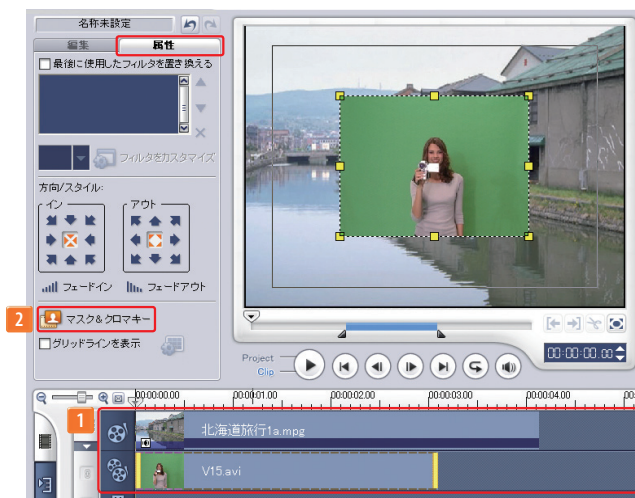 名称未設定
編集 属性
最後に使用したフィルタを置き換える
フィルタをカスタマイズ
方向/スタイル:
イン アウト
フェードイン フェードアウト
2 マスク&クロマキー
グリッドラインを表示
Project
Clip
00:00:00.00
00:00:00:00 00:00:01:00 00:00:02:00 00:00:03:00 00:00:04:00
1
北海道旅行1a.mpg
V15.avi